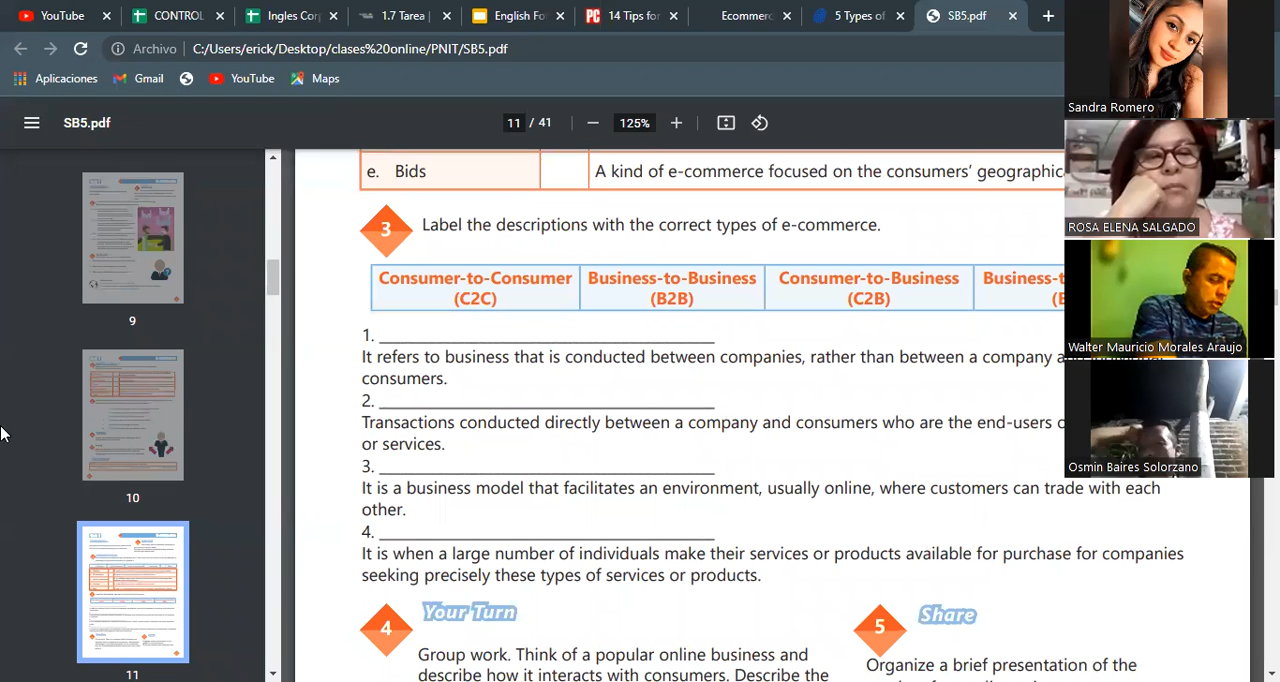 YouTube
CONTROL
Ingles Cor
1.7 Tarea |
English Fo
14 Tips for
Ecommerc
5 Types of
SB5.pdf
Archivo
C:/Users/erick/Desktop/clases%20online/PNIT/SB5.pdf
Aplicaciones
Gmail
YouTube
Maps
SB5.pdf
11 / 41
125%
Sandra Romero
ROSA ELENA SALGADO
Walter Mauricio Morales Araujo
Osmin Baires Solorzano
9
10
11
e. Bids
A kind of e-commerce focused on the consumers' geographic
3
Label the descriptions with the correct types of e-commerce.
Consumer-to-Consumer
(C2C)
Business-to-Business
(B2B)
Consumer-to-Business
(C2B)
Business-t
1. ________
It refers to business that is conducted between companies, rather than between a company
consumers.
2. ________
Transactions conducted directly between a company and consumers who are the end-users
or services.
3. ________
It is a business model that facilitates an environment, usually online, where customers can trade with each
other.
4. ________
It is when a large number of individuals make their services or products available for purchase for companies
seeking precisely these types of services or products.
4
Your Turn
Group work. Think of a popular online business and
describe how it interacts with consumers. Describe the
5
Share
Organize a brief presentation of the